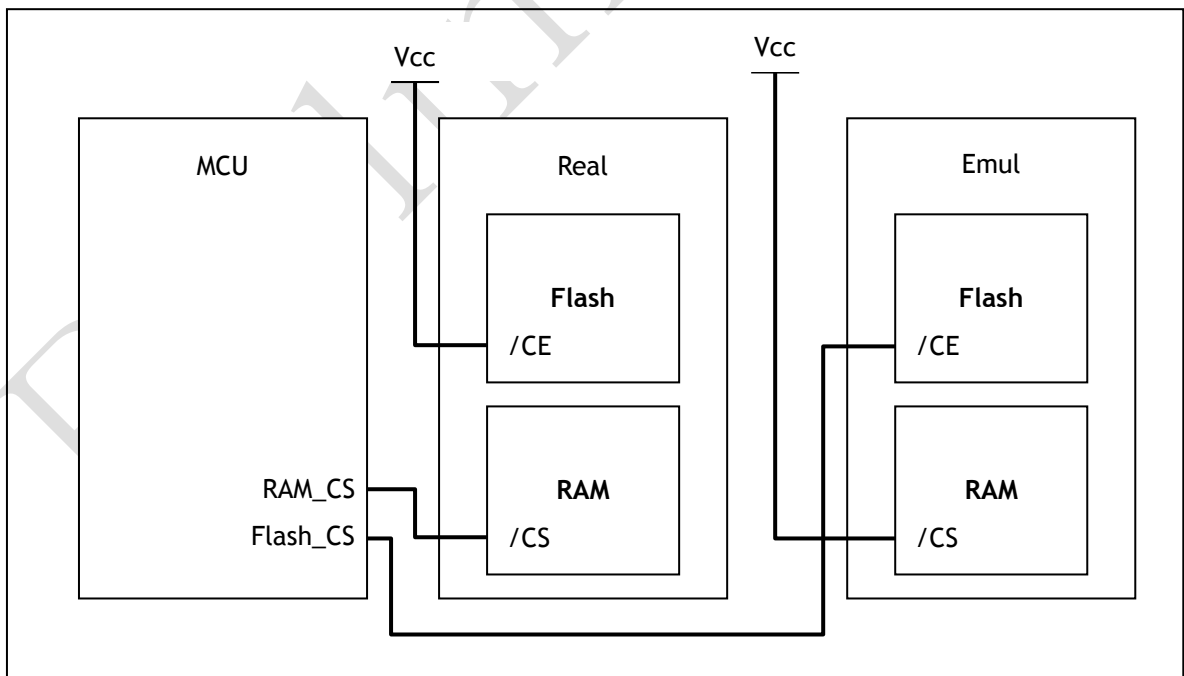 Vcc
Vcc
MCU
Real
Emul
Flash
/CE
Flash
/CE
RAM_CS
Flash_CS
RAM
/CS
RAM
/CS